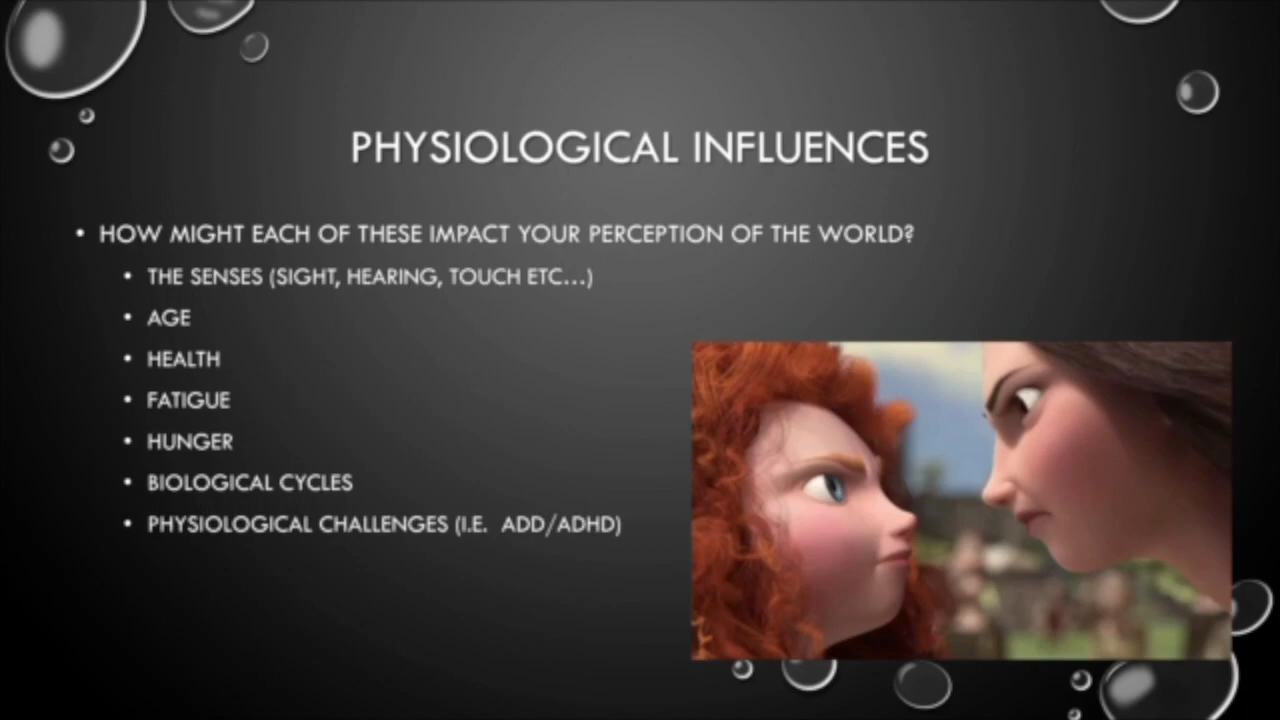 PHYSIOLOGICAL INFLUENCES
• HOW MIGHT EACH OF THESE IMPACT YOUR PERCEPTION OF THE WORLD?
• THE SENSES (SIGHT, HEARING, TOUCH ETC...)
• AGE
• HEALTH
• FATIGUE
• HUNGER
• BIOLOGICAL CYCLES
• PHYSIOLOGICAL CHALLENGES (I.E.  ADD/ADHD)